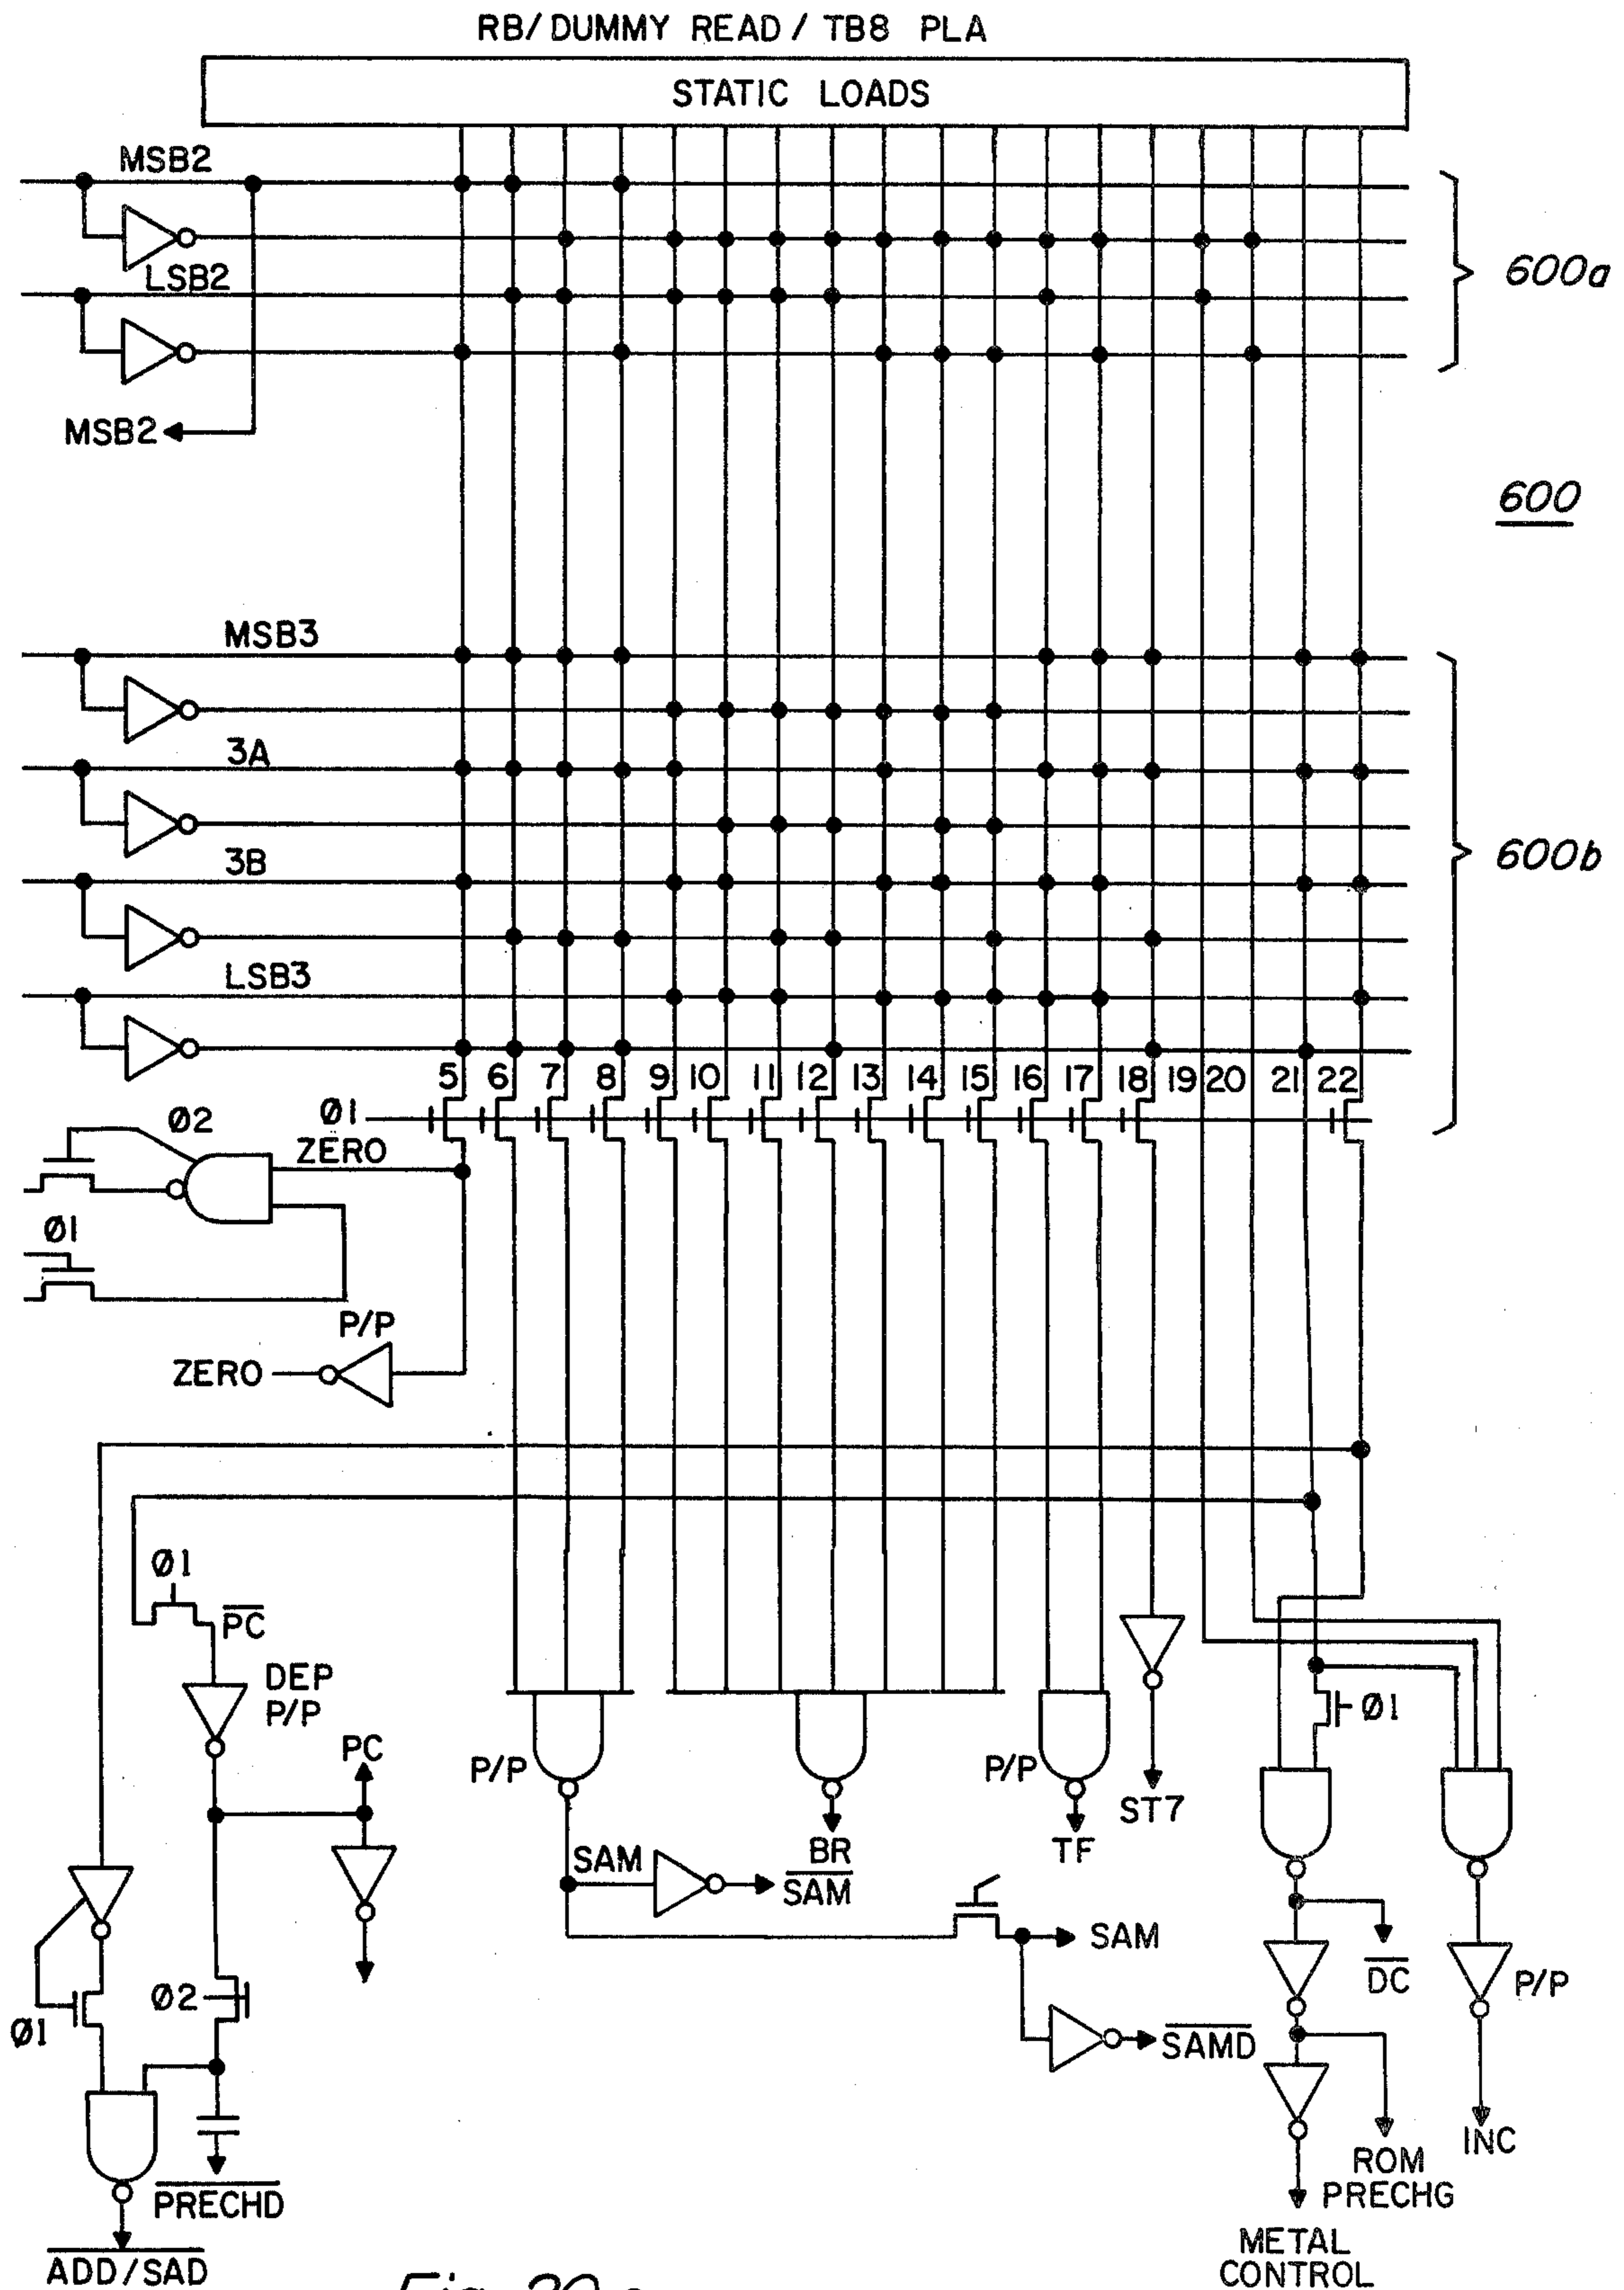 RB/DUMMY READ / TB8 PLA
STATIC LOADS
MSB2
LSB2
MSB2
600a
600
MSB3
3A
3B
LSB3
600b
5 6 7 8 9 10 11 12 13 14 15 16 17 18 19 20 21 22
Ø1
Ø2
ZERO
Ø1
P/P
ZERO
Ø1
PC
DEP
P/P
PC
P/P
P/P
Ø1
ST7
BR
TF
SAM
SAM
SAM
DC
P/P
Ø2
Ø1
SAMD
INC
ROM
PRECHG
PRECHD
METAL
CONTROL
ADD/SAD